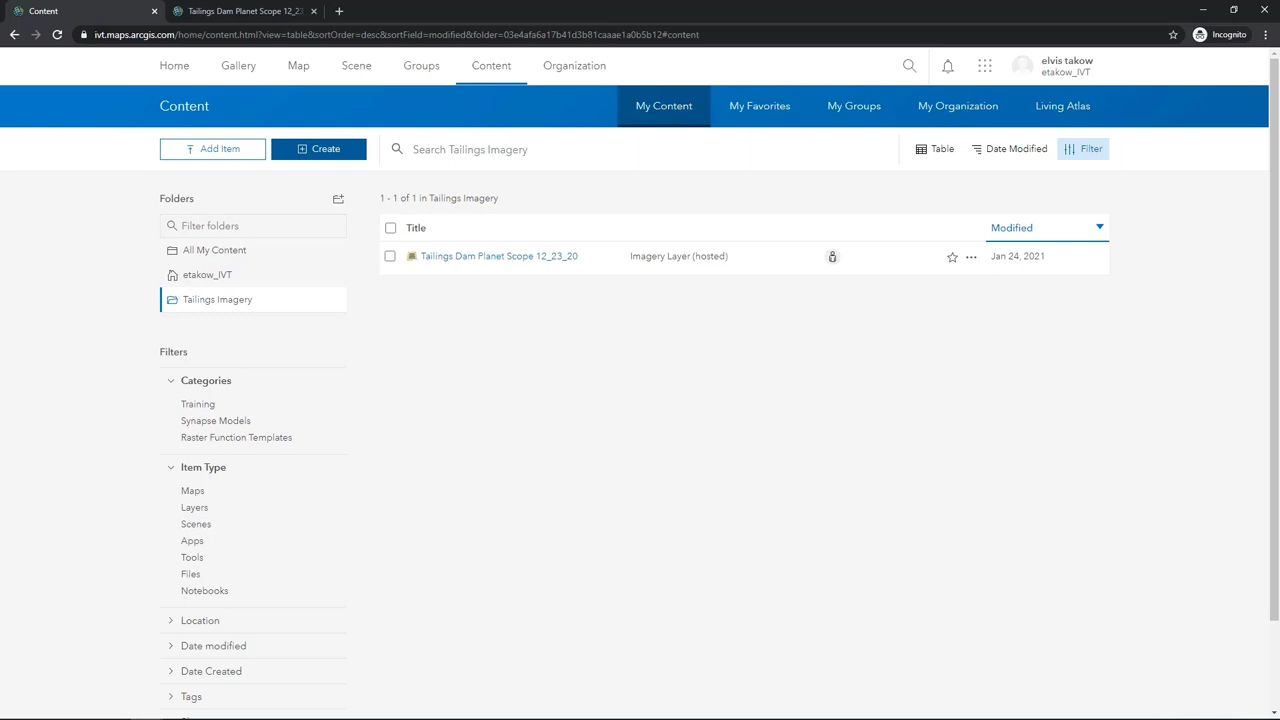 Content
Tailings Dam Planet Scope 12_23
ivt.maps.arcgis.com/home/content.html?view=table&sortOrder=desc&sortField=modified&folder=03e4afa6a17b41d3b81caaae1a0b5b12#content
Incognito
Home
Gallery
Map
Scene
Groups
Content
Organization
elvis takow
etakow_IVT
Content
My Content
My Favorites
My Groups
My Organization
Living Atlas
Add Item
Create
Search Tailings Imagery
Table
Date Modified
Filter
Folders
1 - 1 of 1 in Tailings Imagery
Filter folders
Title
Modified
All My Content
Tailings Dam Planet Scope 12_23_20
Imagery Layer (hosted)
Jan 24, 2021
etakow_IVT
Tailings Imagery
Filters
Categories
Training
Synapse Models
Raster Function Templates
Item Type
Maps
Layers
Scenes
Apps
Tools
Files
Notebooks
Location
Date modified
Date Created
Tags